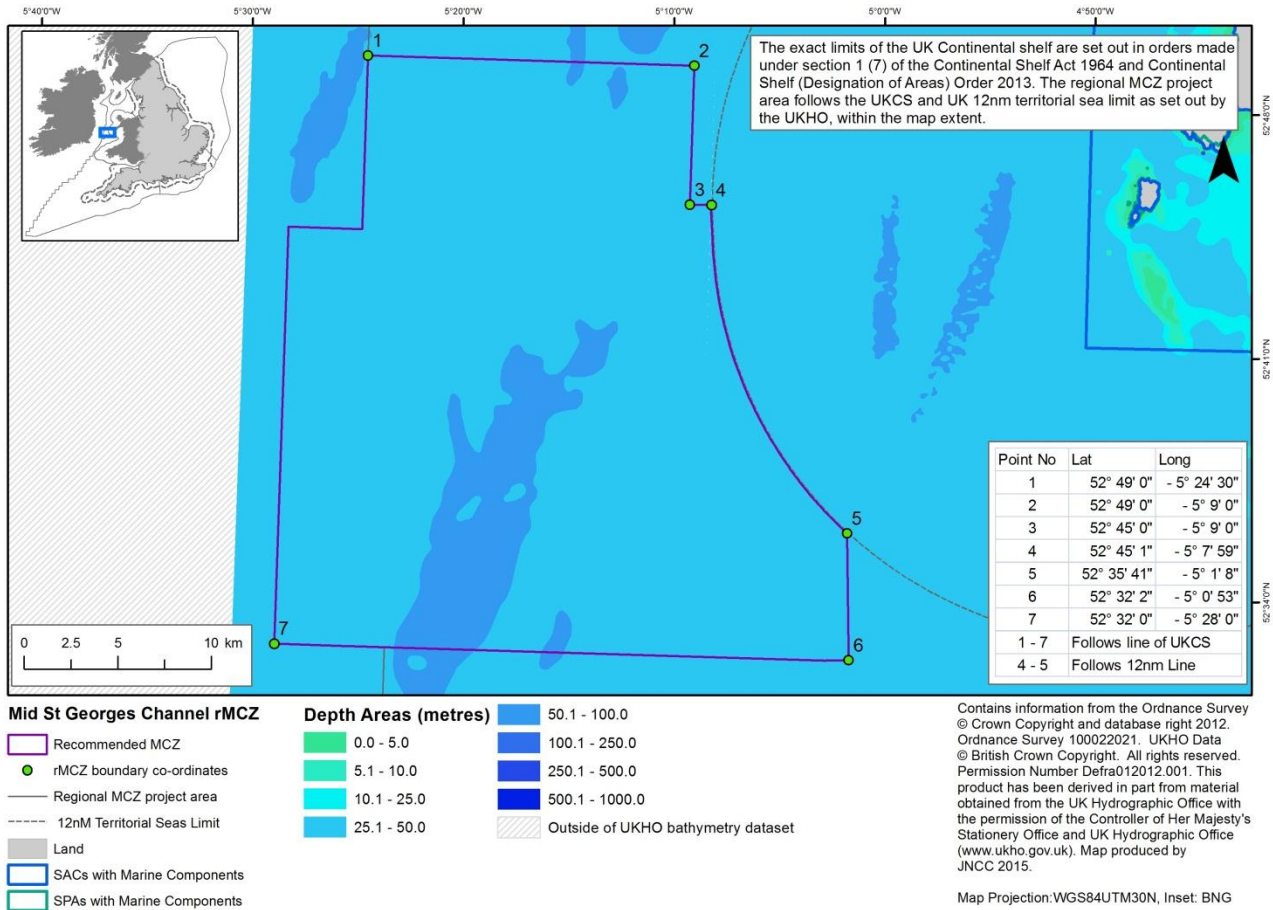 5°40'0"W 5°30'0"W 5°20'0"W 5°10'0"W 5°0'0"W 4°50'0"W
The exact limits of the UK Continental shelf are set out in orders made
under section 1 (7) of the Continental Shelf Act 1964 and Continental
Shelf (Designation of Areas) Order 2013. The regional MCZ project
area follows the UKCS and UK 12nm territorial sea limit as set out by
the UKHO, within the map extent.
1
2
3 4
5
6
7
52°48'0"N
52°41'0"N
52°34'0"N
Point No Lat Long
1 52° 49' 0" - 5° 24' 30"
2 52° 49' 0" - 5° 9' 0"
3 52° 45' 0" - 5° 9' 0"
4 52° 45' 1" - 5° 7' 59"
5 52° 35' 41" - 5° 1' 8"
6 52° 32' 2" - 5° 0' 53"
7 52° 32' 0" - 5° 28' 0"
1 - 7 Follows line of UKCS
4 - 5 Follows 12nm Line
0 2.5 5 10 km
Mid St Georges Channel rMCZ
Recommended MCZ
rMCZ boundary co-ordinates
Regional MCZ project area
12nM Territorial Seas Limit
Land
SACs with Marine Components
SPAs with Marine Components
Depth Areas (metres)
0.0 - 5.0
5.1 - 10.0
10.1 - 25.0
25.1 - 50.0
50.1 - 100.0
100.1 - 250.0
250.1 - 500.0
500.1 - 1000.0
Outside of UKHO bathymetry dataset
Contains information from the Ordnance Survey
© Crown Copyright and database right 2012.
Ordnance Survey 100022021. UKHO Data
© British Crown Copyright. All rights reserved.
Permission Number Defra012012.001. This
product has been derived in part from material
obtained from the UK Hydrographic Office with
the permission of the Controller of Her Majesty's
Stationery Office and UK Hydrographic Office
(www.ukho.gov.uk). Map produced by
JNCC 2015.
Map Projection:WGS84UTM30N, Inset: BNG